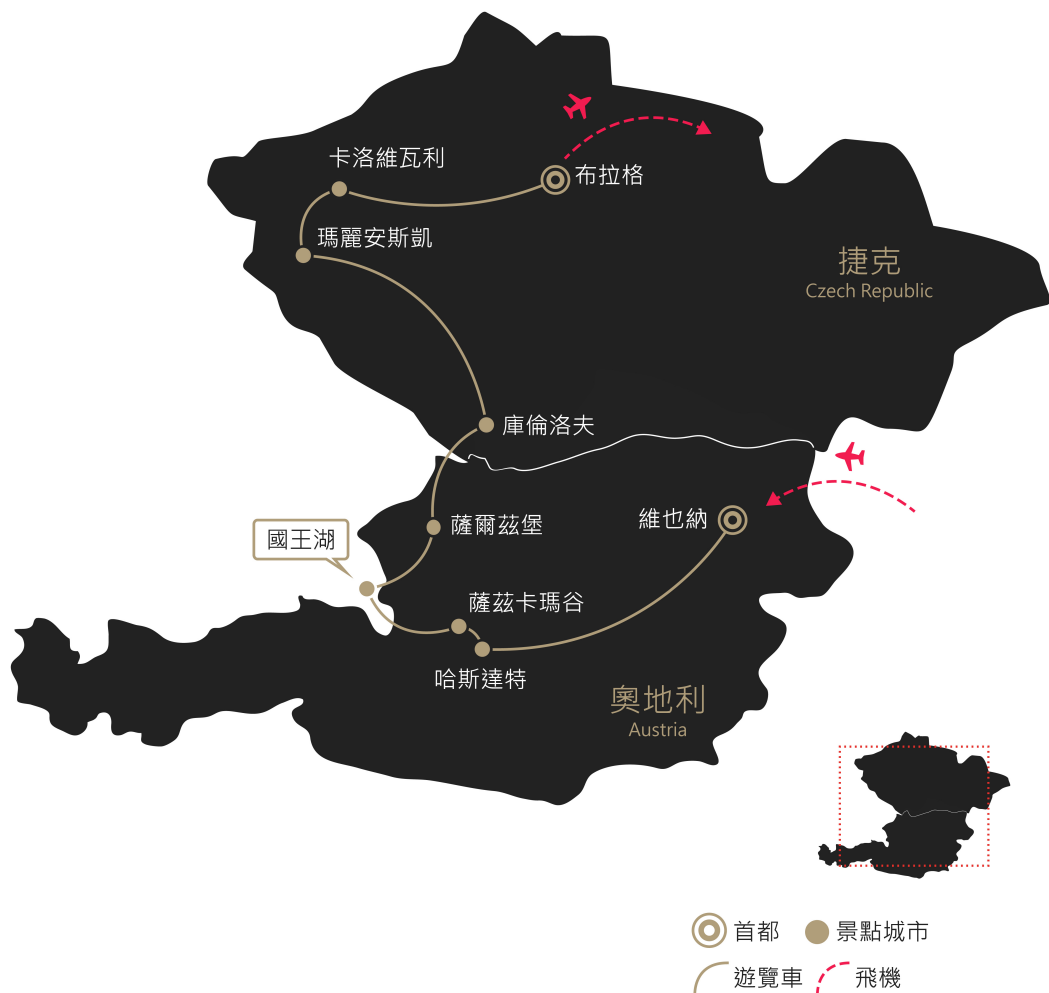 卡洛維瓦利
布拉格
瑪麗安斯凱
捷克
Czech Republic
庫倫洛夫
薩爾茲堡
維也納
國王湖
薩茲卡瑪谷
哈斯達特
奧地利
Austria
首都
景點城市
遊覽車
飛機